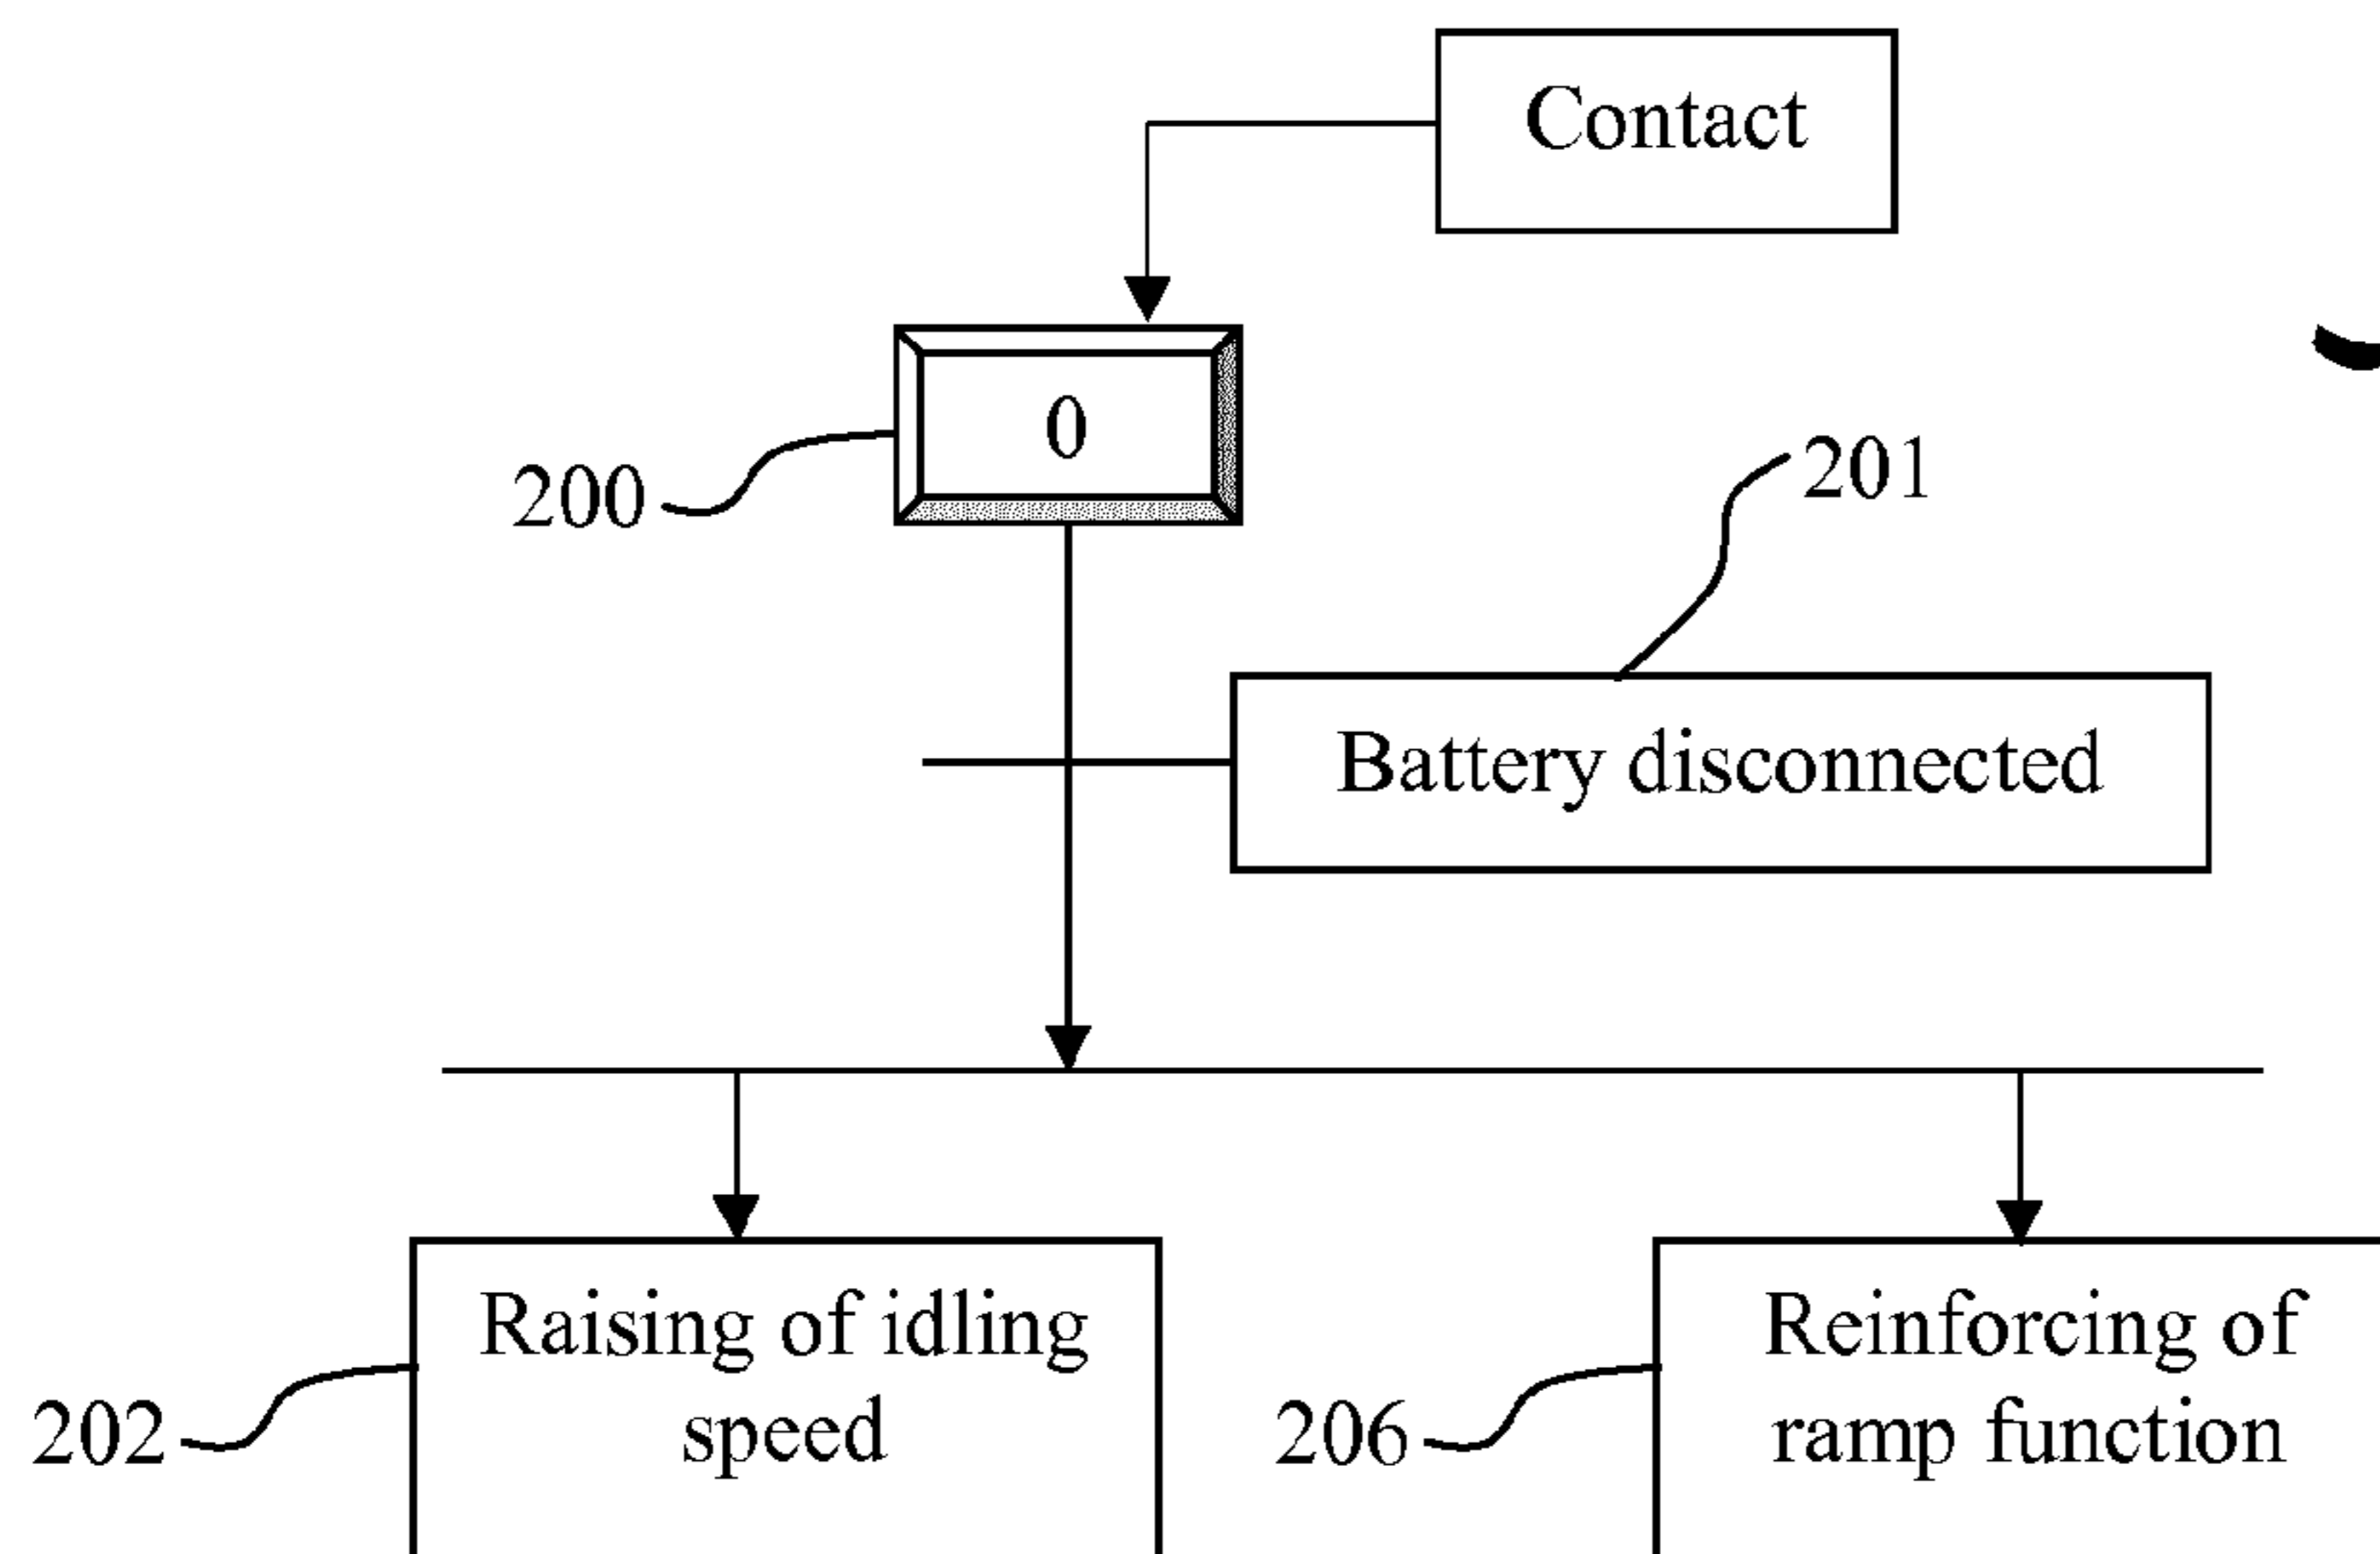 Contact
0
200
201
Battery disconnected
Raising of idling
speed
202
Reinforcing of
ramp function
206